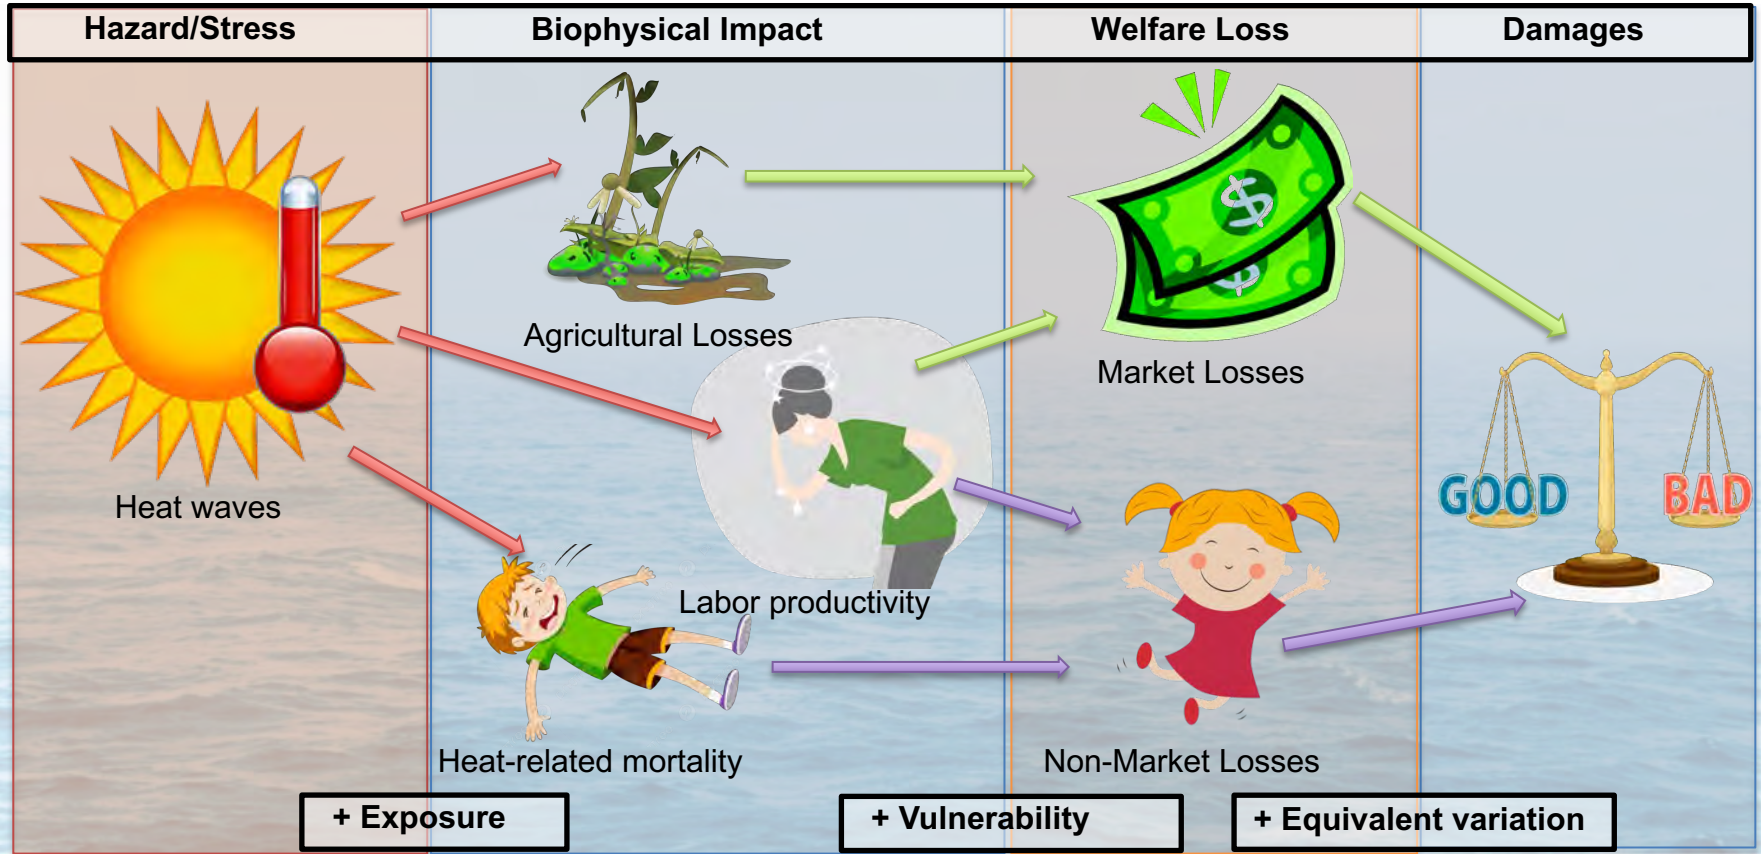 Hazard/Stress
Biophysical Impact
Welfare Loss
Damages
Heat waves
Agricultural Losses
Labor productivity
Heat-related mortality
$
$
Market Losses
Non-Market Losses
GOOD
BAD
+ Exposure
+ Vulnerability
+ Equivalent variation